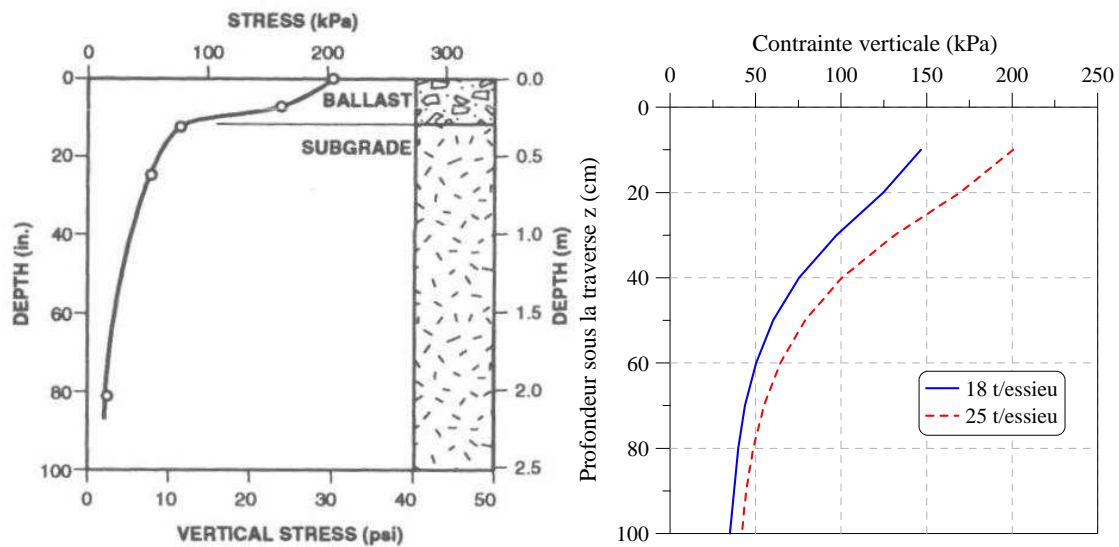 STRESS (kPa)
0 100 200 300
0
20
40
60
80
100
DEPTH (in.)
BALLAST
SUBGRADE
0.0
0.5
1.0
1.5
2.0
2.5
DEPTH (m)
0 10 20 30 40 50
VERTICAL STRESS (psi)
Contrainte verticale (kPa)
0 50 100 150 200 250
0
20
40
60
80
100
Profondeur sous la traverse z (cm)
18 t/essieu
25 t/essieu